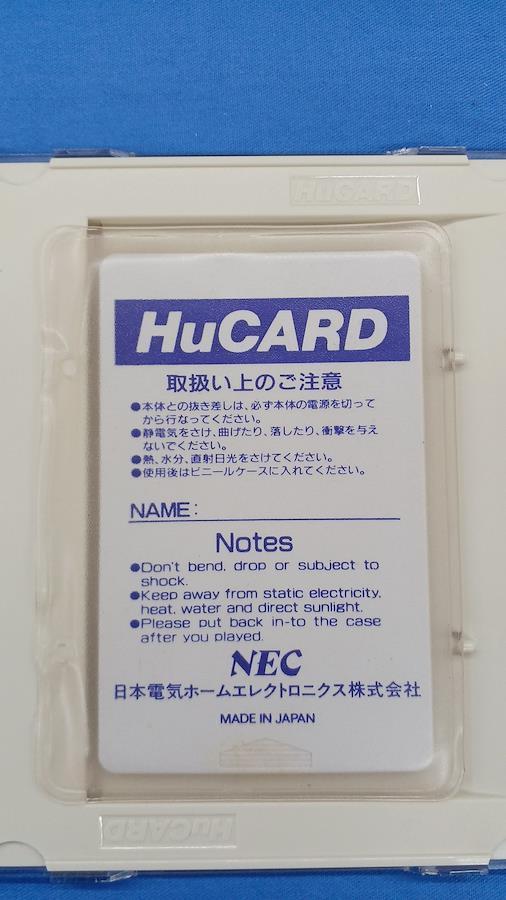 HuCARD
HuCARD
取扱い上のご注意
●本体との抜き差しは、必ず本体の電源を切って
から行なってください。
●静電気をさけ、曲げたり、落したり、衝撃を与え
ないでください。
●熱、水分、直射日光をさけてください。
●使用後はビニールケースに入れてください。
NAME:
Notes
●Don't bend, drop or subject to
shock.
●Keep away from static electricity,
heat, water and direct sunlight.
●Please put back in-to the case
after you played.
NEC
日本電気ホームエレクトロニクス株式会社
MADE IN JAPAN
HuCARD